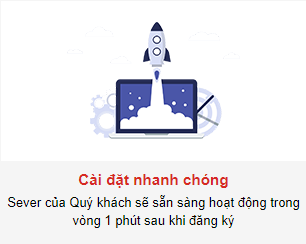 Cài đặt nhanh chóng
Sever của Quý khách sẽ sẵn sàng hoạt động trong
vòng 1 phút sau khi đăng ký